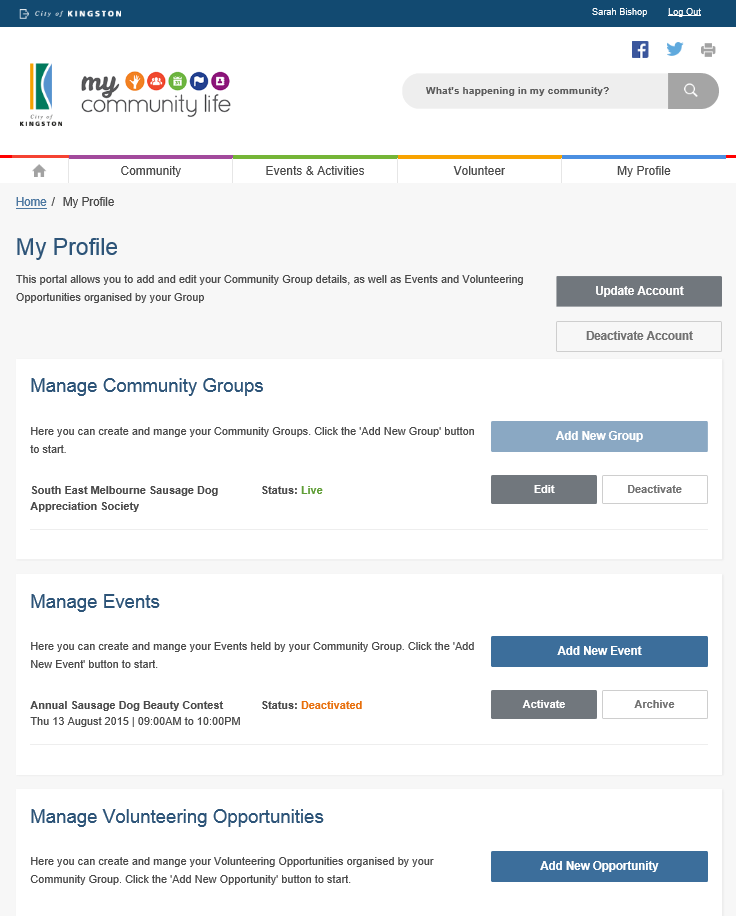 City of KINGSTON
Sarah Bishop Log Out
my
community life
City of
KINGSTON
What's happening in my community?
Community Events & Activities Volunteer My Profile
Home / My Profile
My Profile
This portal allows you to add and edit your Community Group details, as well as Events and Volunteering
Opportunities organised by your Group
Update Account
Deactivate Account
Manage Community Groups
Here you can create and mange your Community Groups. Click the 'Add New Group' button
to start.
Add New Group
South East Melbourne Sausage Dog
Appreciation Society
Status: Live
Edit Deactivate
Manage Events
Here you can create and mange your Events held by your Community Group. Click the 'Add
New Event' button to start.
Add New Event
Annual Sausage Dog Beauty Contest
Thu 13 August 2015 | 09:00AM to 10:00PM
Status: Deactivated
Activate Archive
Manage Volunteering Opportunities
Here you can create and mange your Volunteering Opportunities organised by your
Community Group. Click the 'Add New Opportunity' button to start.
Add New Opportunity